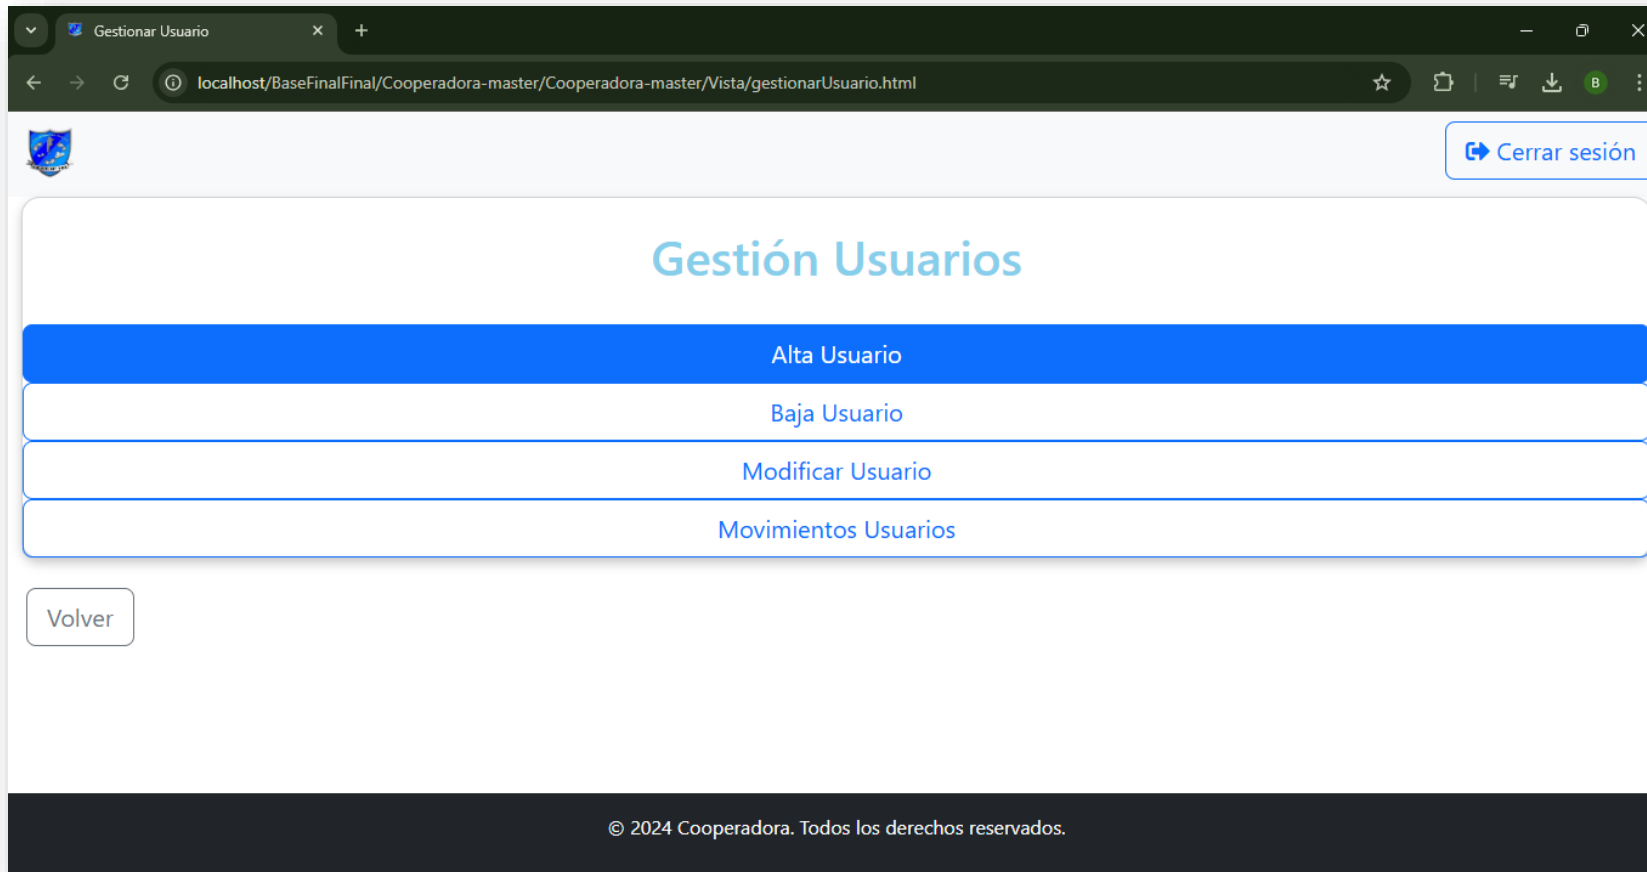 Gestionar Usuario
localhost/BaseFinalFinal/Cooperadora-master/Cooperadora-master/Vista/gestionarUsuario.html
B
Cerrar sesión
Gestión Usuarios
Alta Usuario
Baja Usuario
Modificar Usuario
Movimientos Usuarios
Volver
© 2024 Cooperadora. Todos los derechos reservados.